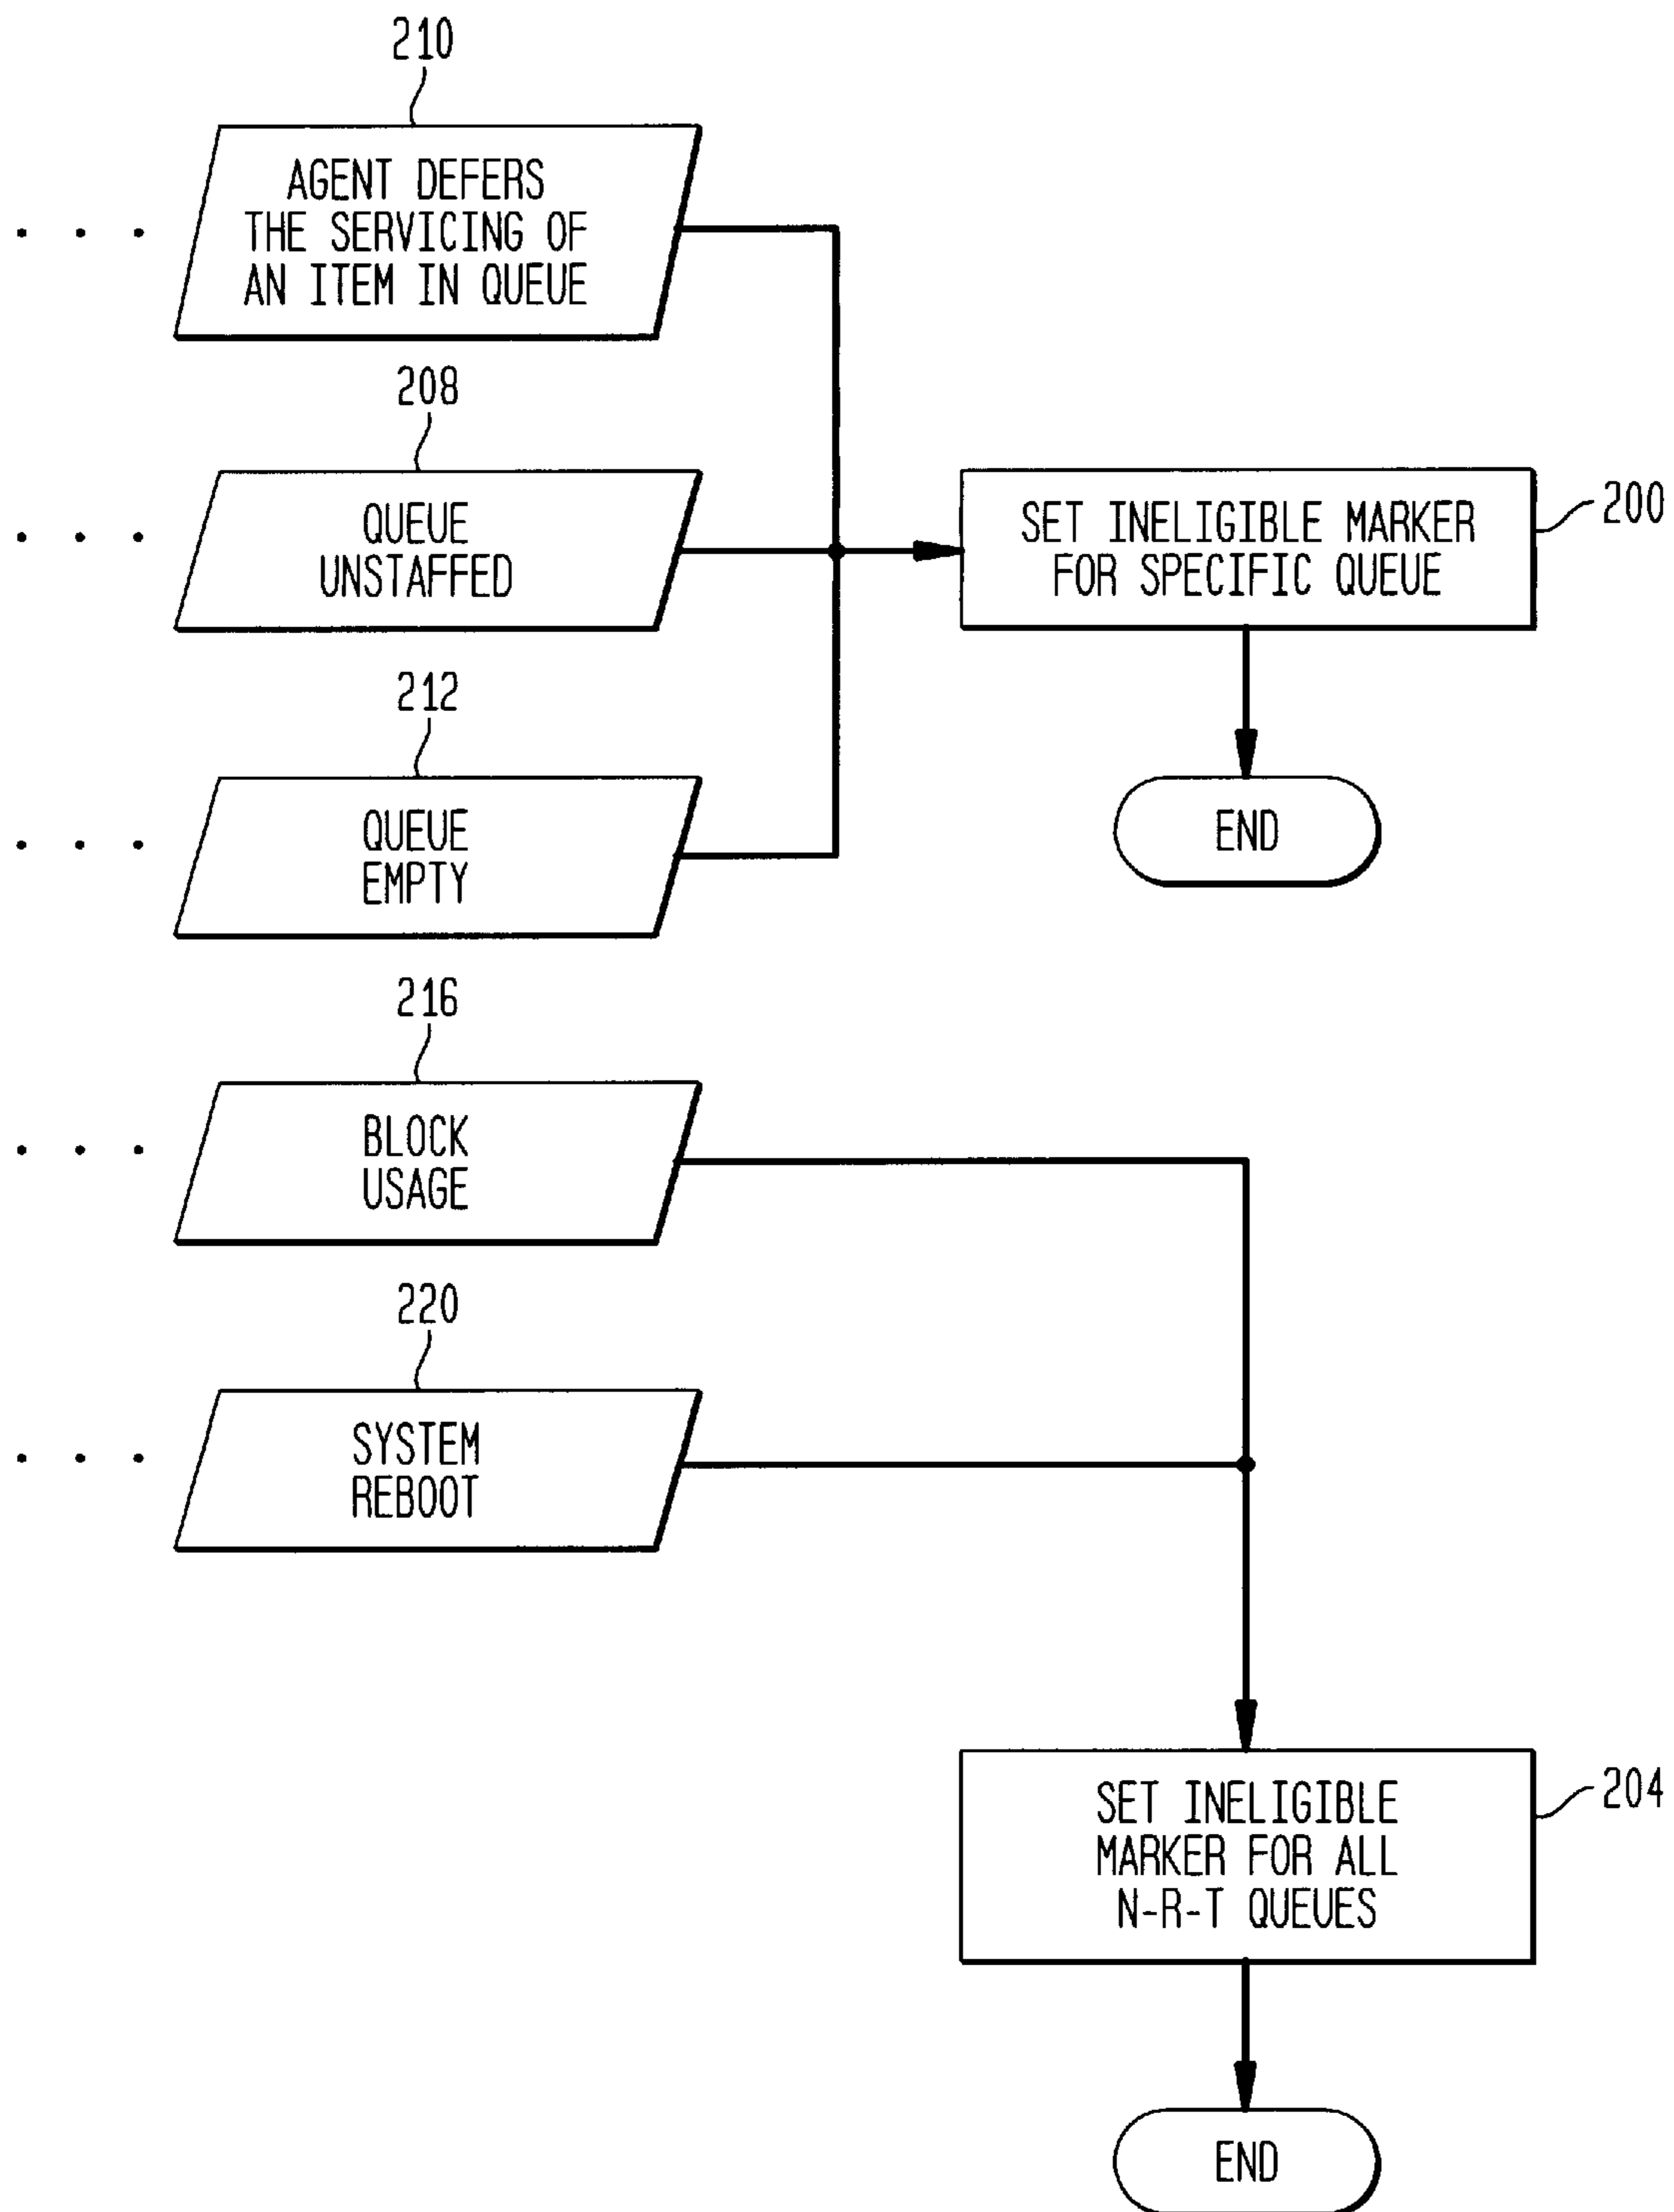 210
AGENT DEFERS
THE SERVICING OF
AN ITEM IN QUEUE
208
QUEUE
UNSTAFFED
200
SET INELIGIBLE MARKER
FOR SPECIFIC QUEUE
212
QUEUE
EMPTY
END
216
BLOCK
USAGE
220
SYSTEM
REBOOT
204
SET INELIGIBLE
MARKER FOR ALL
N-R-T QUEUES
END